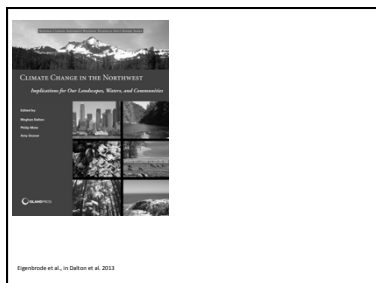 CLIMATE CHANGE IN THE NORTHWEST
Implications for Our Landscapes, Waters, and Communities
Edited by
Meghan Dalton
Philip Mote
Amy Snover
ISLANDPRESS
Eigenbrode et al., in Dalton et al. 2013